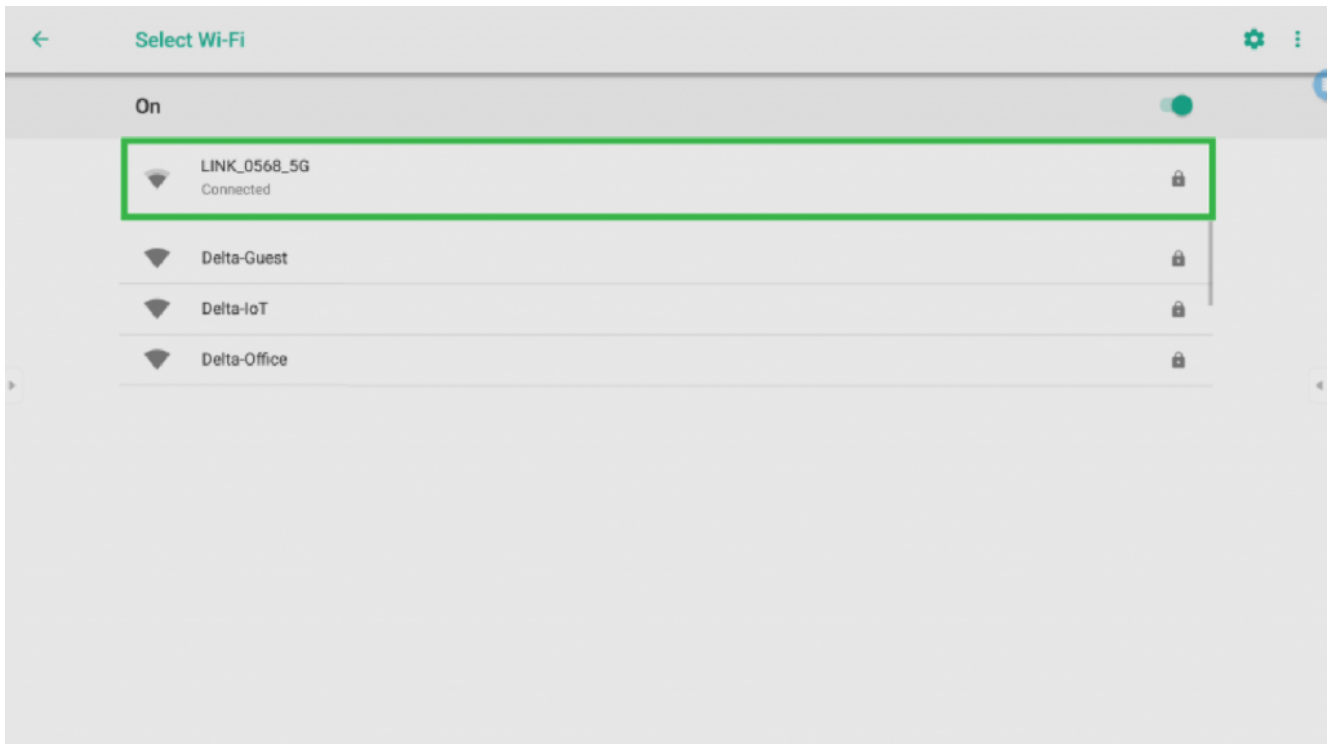 Select Wi-Fi
On
LINK_0568_5G
Connected
Delta-Guest
Delta-IoT
Delta-Office